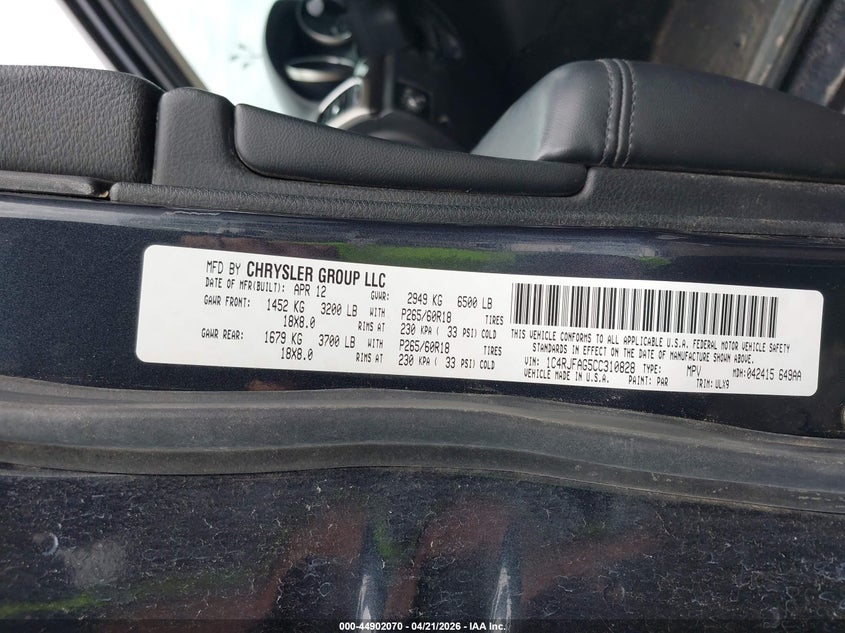 MFD BY CHRYSLER GROUP LLC
DATE OF MFR(BUILT): APR 12 GVWR: 2949 KG 6500 LB
GAWR FRONT: 1452 KG 3200 LB WITH P265/60R18 TIRES
18X8.0 RIMS AT 230 KPA ( 33 PSI) COLD
GAWR REAR: 1679 KG 3700 LB WITH P265/60R18 TIRES
18X8.0 RIMS AT 230 KPA ( 33 PSI) COLD
THIS VEHICLE CONFORMS TO ALL APPLICABLE U.S.A. FEDERAL MOTOR VEHICLE SAFETY
STANDARDS IN EFFECT ON THE DATE OF MANUFACTURE SHOWN ABOVE.
VIN: 1C4RJFAG5CC310828 TYPE: MPV MDH:042415 649AA
VEHICLE MADE IN U.S.A. PAINT: PAR TRIM: ULX9
000-44902070 - 04/21/2026 - IAA Inc.